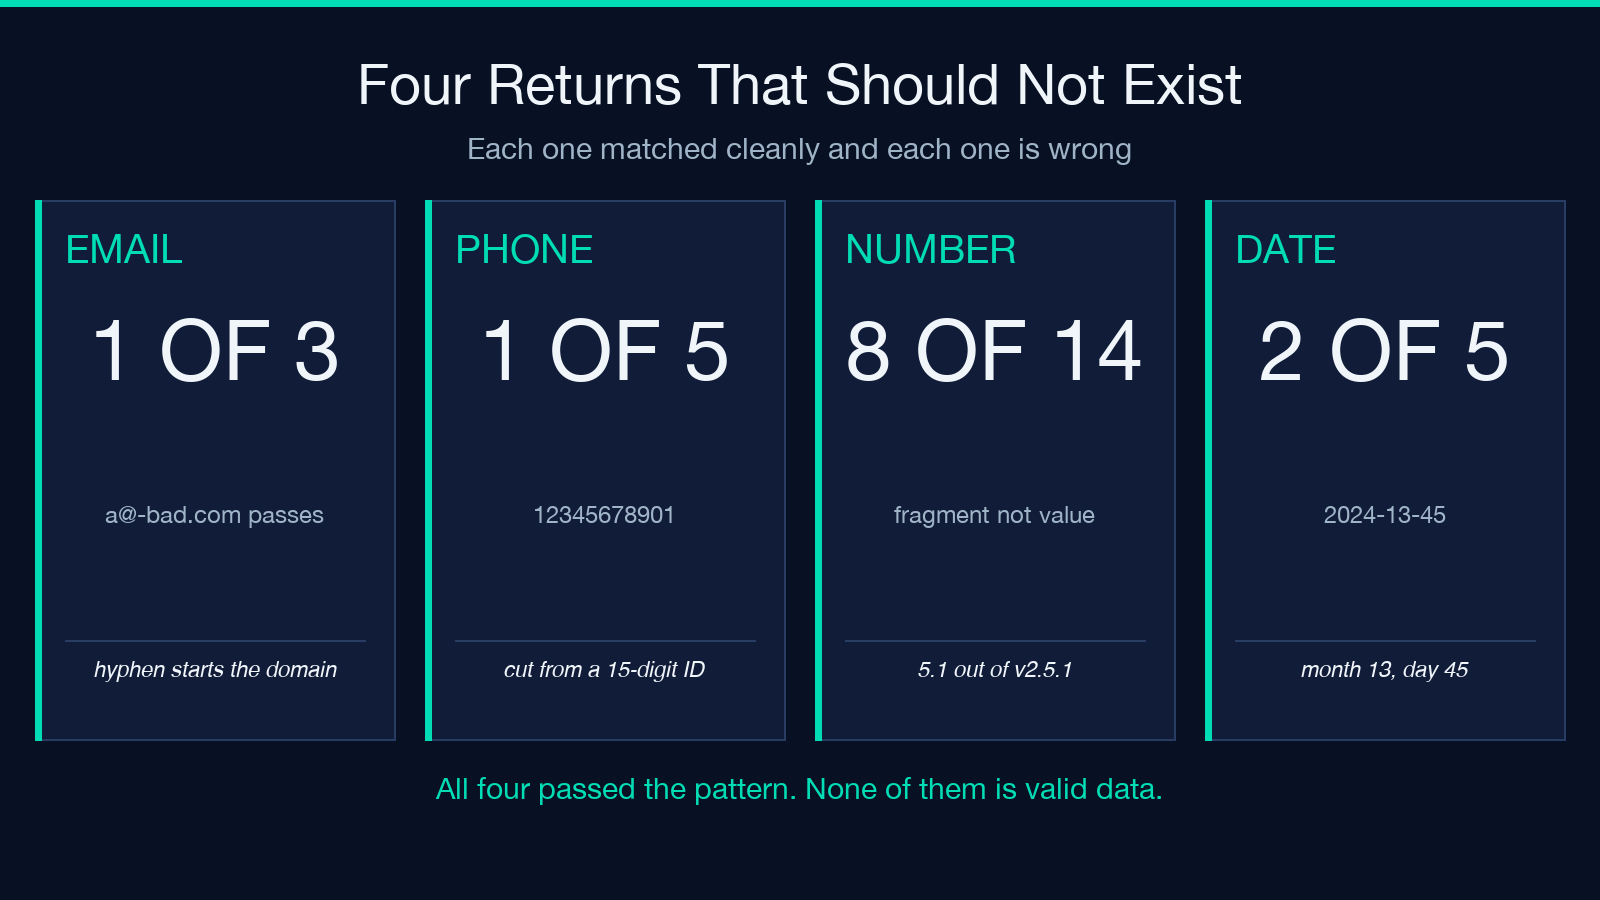 Four Returns That Should Not Exist
Each one matched cleanly and each one is wrong
EMAIL
1 OF 3
a@-bad.com passes
hyphen starts the domain
PHONE
1 OF 5
12345678901
cut from a 15-digit ID
NUMBER
8 OF 14
fragment not value
5.1 out of v2.5.1
DATE
2 OF 5
2024-13-45
month 13, day 45
All four passed the pattern. None of them is valid data.